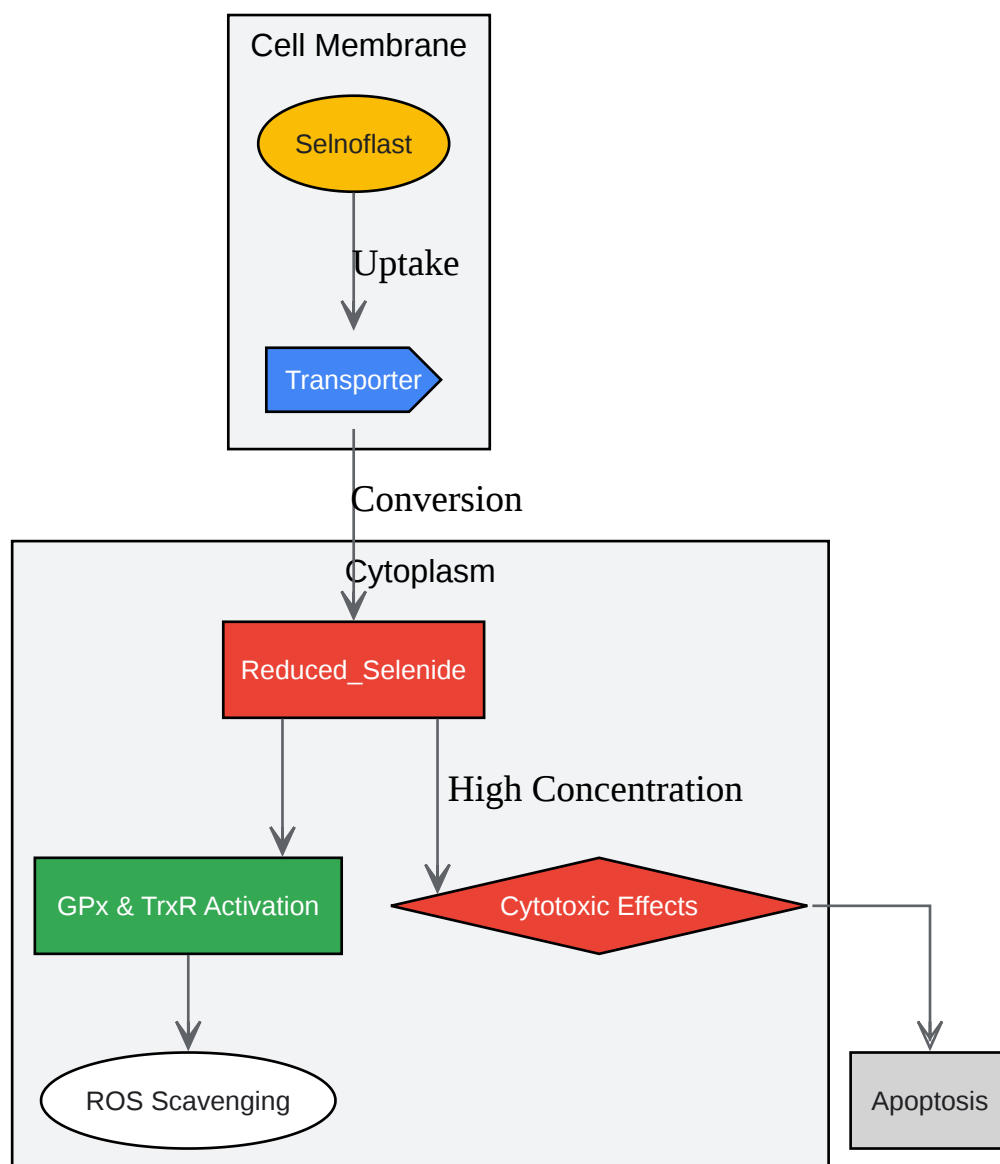 Cell Membrane
Selnoflast
Uptake
Transporter
Conversion
Cytoplasm
Reduced_Selenide
High Concentration
GPx & TrxR Activation
Cytotoxic Effects
ROS Scavenging
Apoptosis